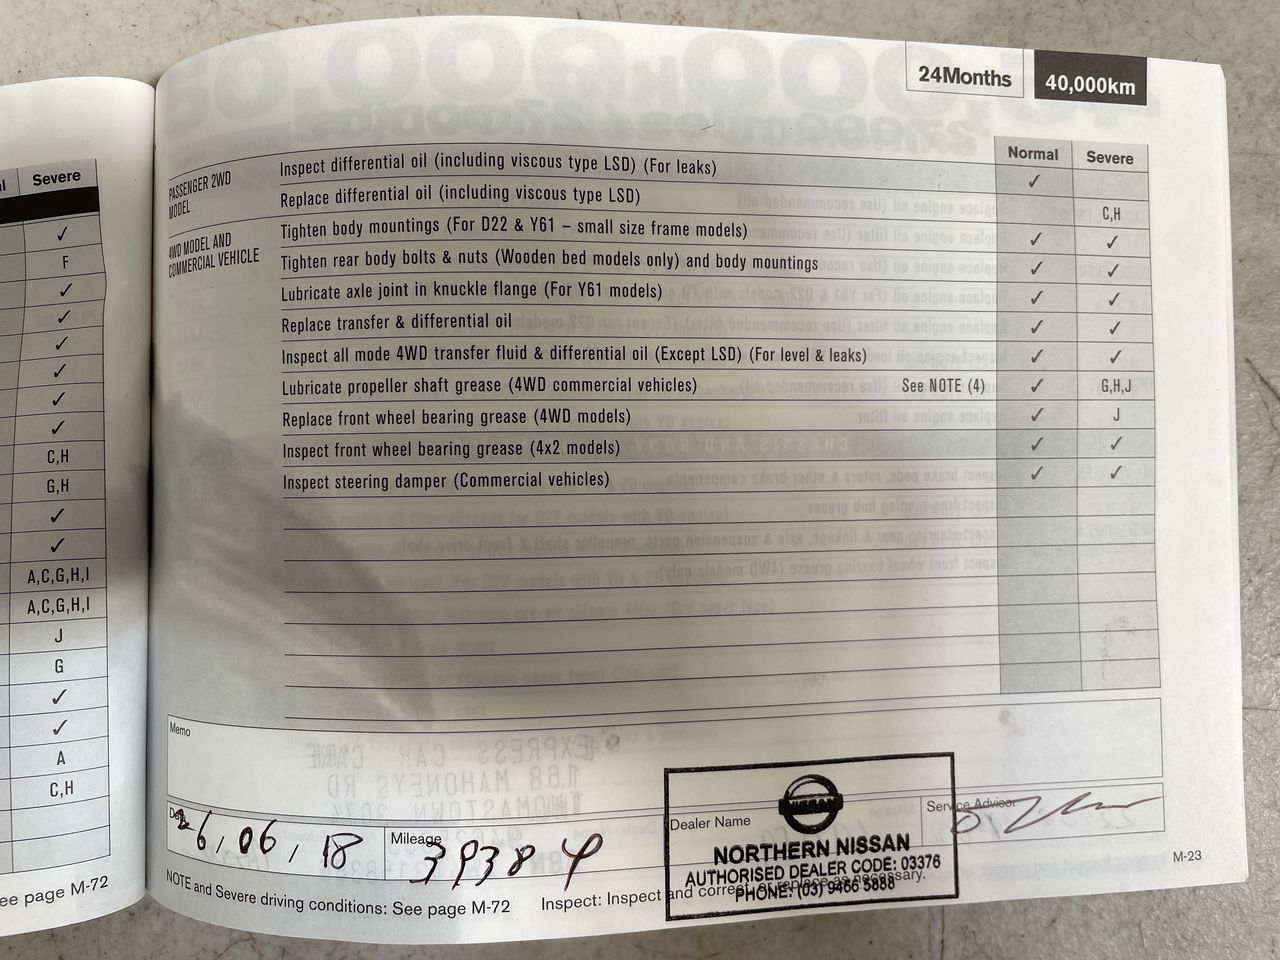 24Months 40,000km
Normal Severe
PASSENGER 2WD MODEL
Inspect differential oil (including viscous type LSD) (For leaks) ✓
Replace differential oil (including viscous type LSD) C,H
4WD MODEL AND COMMERCIAL VEHICLE
Tighten body mountings (For D22 & Y61 – small size frame models) ✓ ✓
Tighten rear body bolts & nuts (Wooden bed models only) and body mountings ✓ ✓
Lubricate axle joint in knuckle flange (For Y61 models) ✓ ✓
Replace transfer & differential oil ✓ ✓
Inspect all mode 4WD transfer fluid & differential oil (Except LSD) (For level & leaks) ✓ ✓
Lubricate propeller shaft grease (4WD commercial vehicles) See NOTE (4) ✓ G,H,J
Replace front wheel bearing grease (4WD models) ✓ J
Inspect front wheel bearing grease (4x2 models) ✓ ✓
Inspect steering damper (Commercial vehicles) ✓ ✓
Memo
Date 26,06,18
Mileage 39384
Dealer Name
NISSAN
NORTHERN NISSAN
AUTHORISED DEALER CODE: 03376
PHONE: (03) 9466 5888
Service Advisor
NOTE and Severe driving conditions: See page M-72
Inspect: Inspect and correct or replace as necessary.
M-23
Severe
✓
F
✓
✓
✓
✓
✓
✓
C,H
G,H
✓
✓
A,C,G,H,I
A,C,G,H,I
J
G
✓
✓
A
C,H
ee page M-72